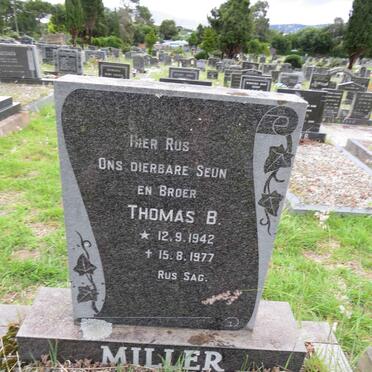 HIER RUS
ONS DIERBARE SEUN
EN BROER
THOMAS B.
★ 12.9.1942
✝ 15.8.1977
RUS SAG.
MILLER